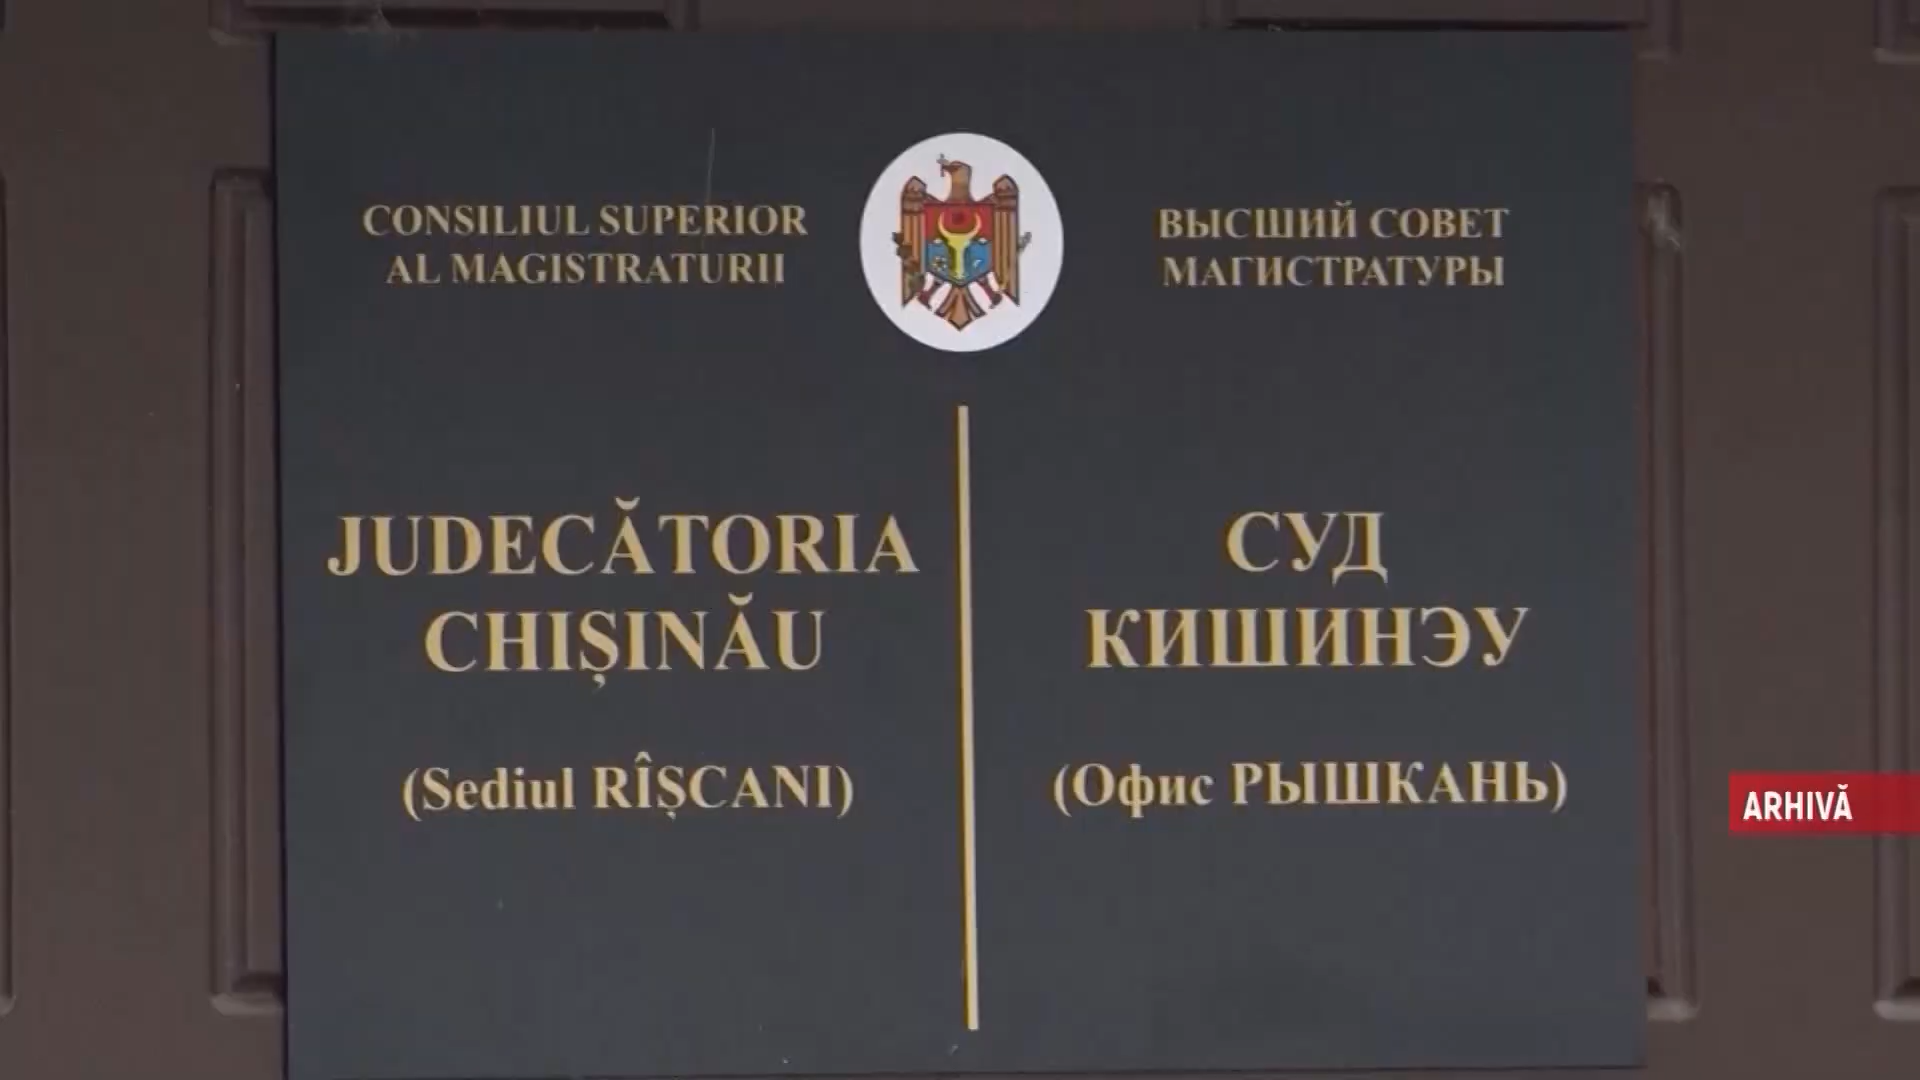 CONSILIUL SUPERIOR
AL MAGISTRATURII
ВЫСШИЙ СОВЕТ
МАГИСТРАТУРЫ
JUDECĂTORIA
CHIȘINĂU
(Sediul RÎȘCANI)
СУД
КИШИНЭУ
(Офис РЫШКАНЬ)
ARHIVĂ